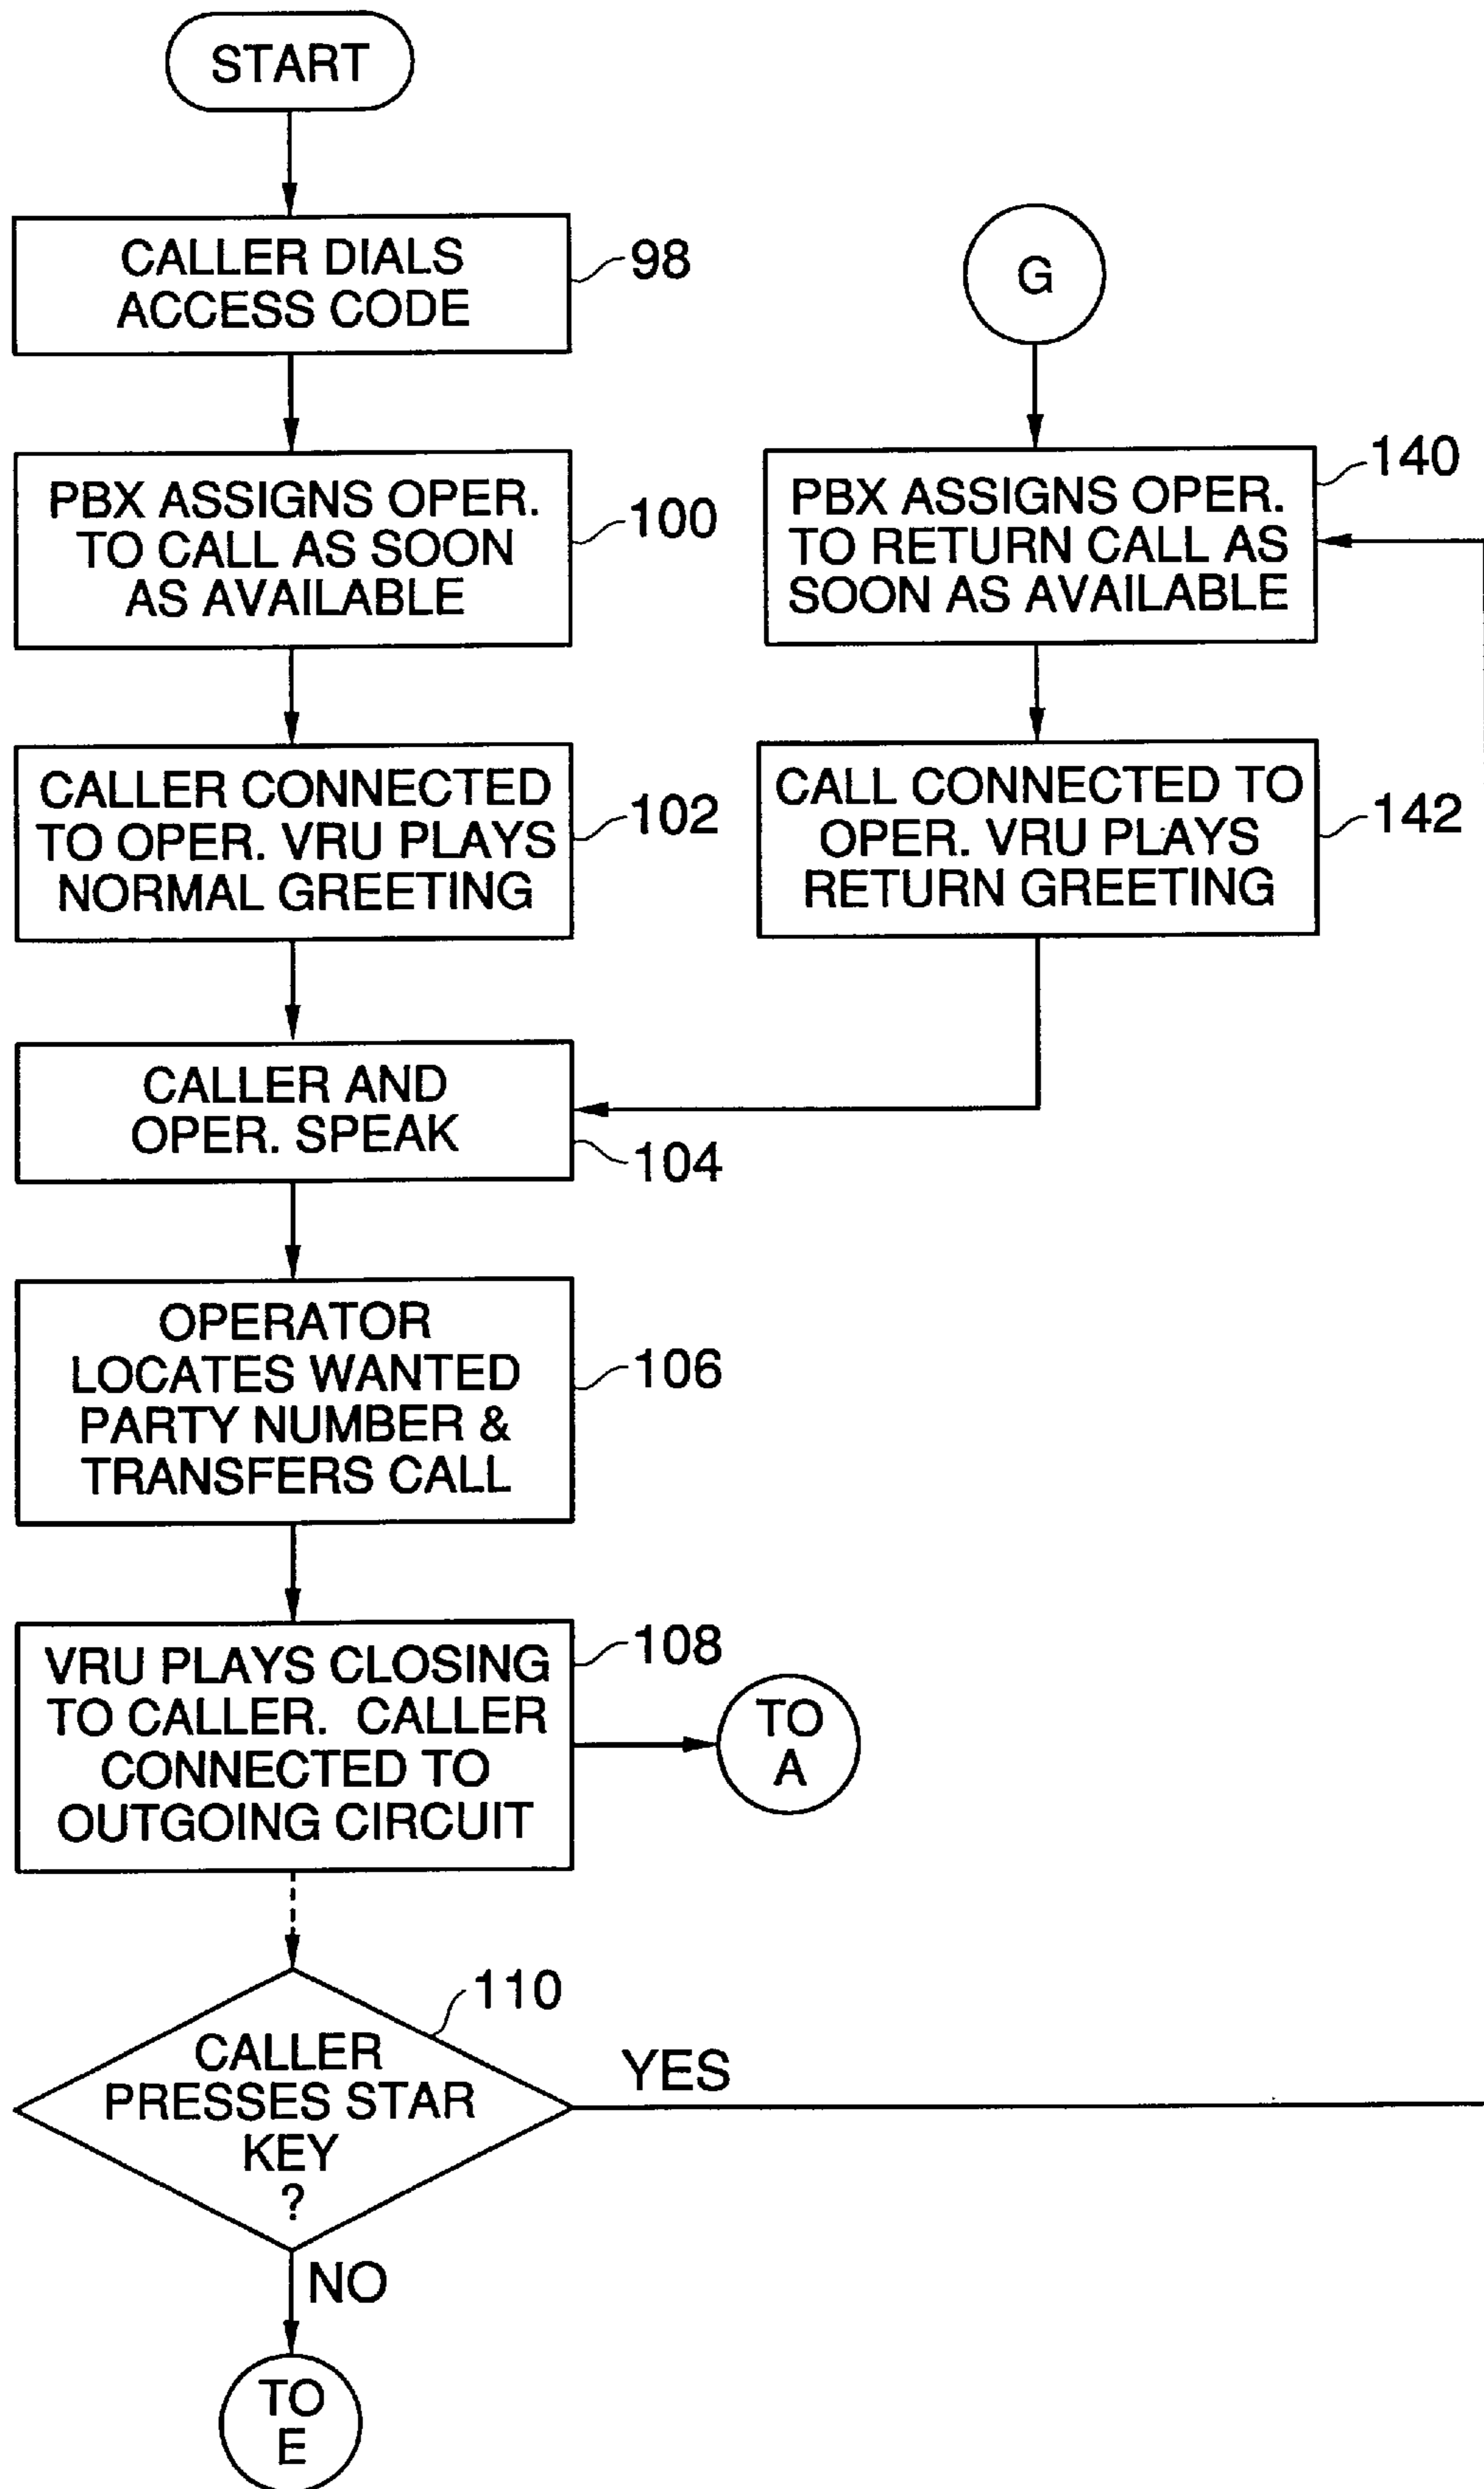 START
CALLER DIALS
ACCESS CODE
98
PBX ASSIGNS OPER.
TO CALL AS SOON
AS AVAILABLE
100
CALLER CONNECTED
TO OPER. VRU PLAYS
NORMAL GREETING
102
G
PBX ASSIGNS OPER.
TO RETURN CALL AS
SOON AS AVAILABLE
140
CALL CONNECTED TO
OPER. VRU PLAYS
RETURN GREETING
142
CALLER AND
OPER. SPEAK
104
OPERATOR
LOCATES WANTED
PARTY NUMBER &
TRANSFERS CALL
106
VRU PLAYS CLOSING
TO CALLER. CALLER
CONNECTED TO
OUTGOING CIRCUIT
108
TO
A
CALLER
PRESSES STAR
KEY
?
110
YES
NO
TO
E